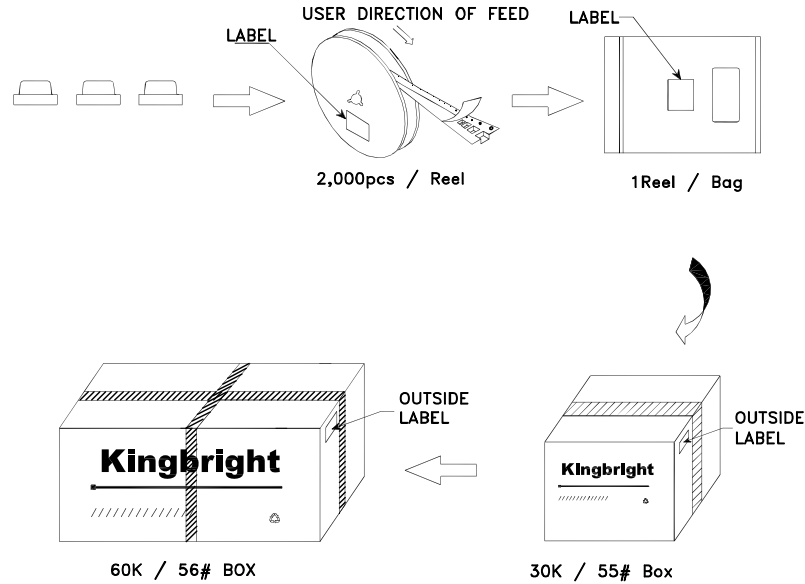 USER DIRECTION OF FEED
LABEL
LABEL
2,000pcs / Reel
1Reel / Bag
OUTSIDE
LABEL
OUTSIDE
LABEL
Kingbright
Kingbright
60K / 56# BOX
30K / 55# Box